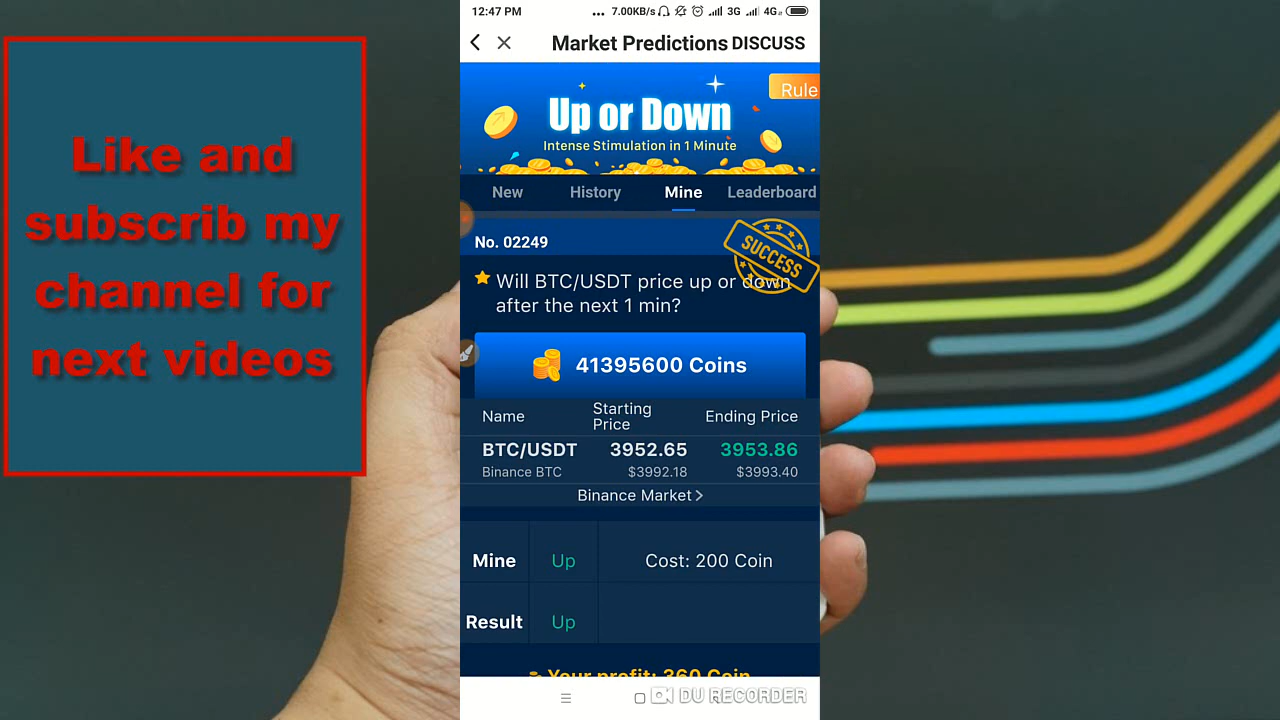 Like and
subscrib my
channel for
next videos
12:47 PM ... 7.00KB/s 3G 4G
Market Predictions DISCUSS
Rule
Up or Down
Intense Stimulation in 1 Minute
New History Mine Leaderboard
No. 02249
SUCCESS
Will BTC/USDT price up or down
after the next 1 min?
41395600 Coins
Name Starting Price Ending Price
BTC/USDT 3952.65 3953.86
Binance BTC $3992.18 $3993.40
Binance Market >
Mine Up Cost: 200 Coin
Result Up
Your profit: 360 Coin
DU RECORDER